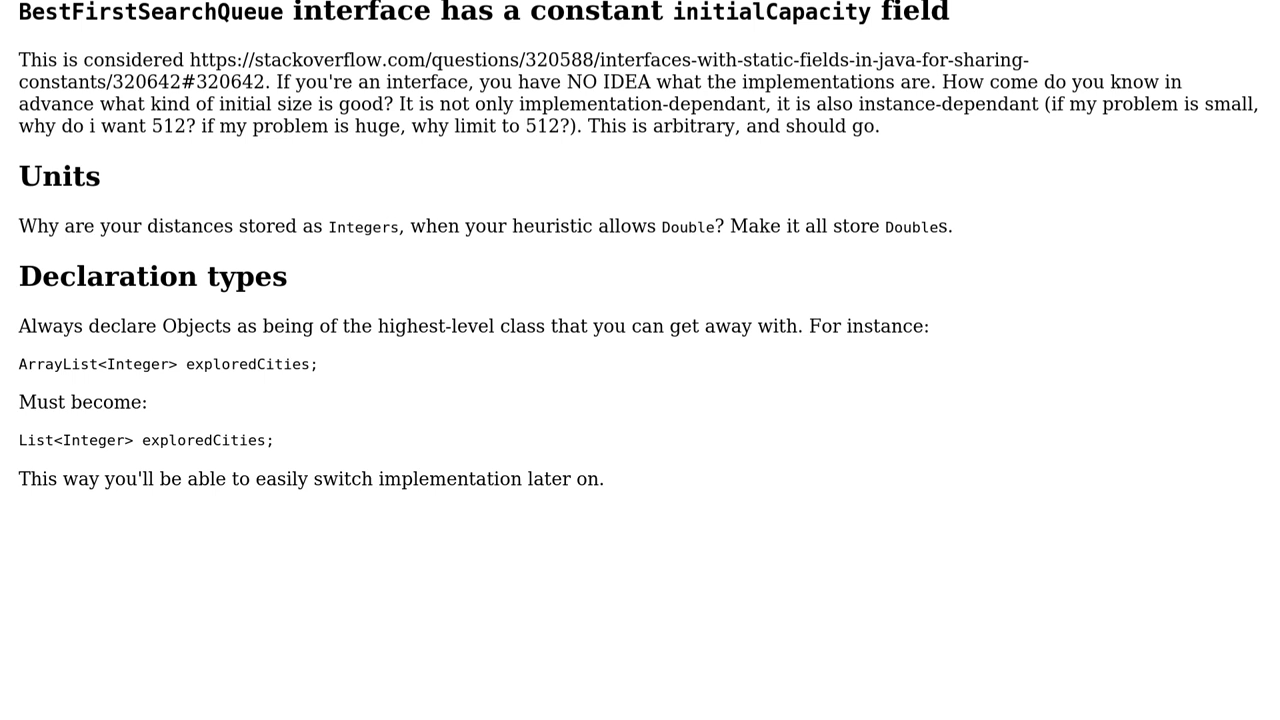 BestFirstSearchQueue interface has a constant initialCapacity field
This is considered https://stackoverflow.com/questions/320588/interfaces-with-static-fields-in-java-for-sharing-
constants/320642#320642. If you're an interface, you have NO IDEA what the implementations are. How come do you know in
advance what kind of initial size is good? It is not only implementation-dependant, it is also instance-dependant (if my problem is small,
why do i want 512? if my problem is huge, why limit to 512?). This is arbitrary, and should go.
Units
Why are your distances stored as Integers, when your heuristic allows Double? Make it all store Doubles.
Declaration types
Always declare Objects as being of the highest-level class that you can get away with. For instance:
ArrayList<Integer> exploredCities;
Must become:
List<Integer> exploredCities;
This way you'll be able to easily switch implementation later on.